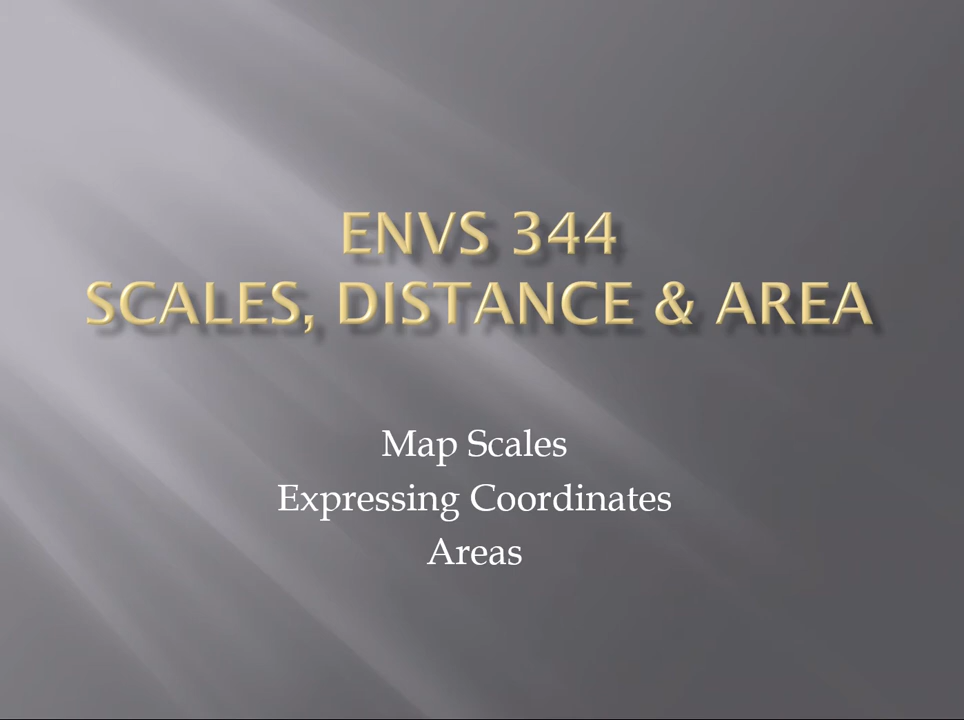 ENVS 344
SCALES, DISTANCE & AREA
Map Scales
Expressing Coordinates
Areas